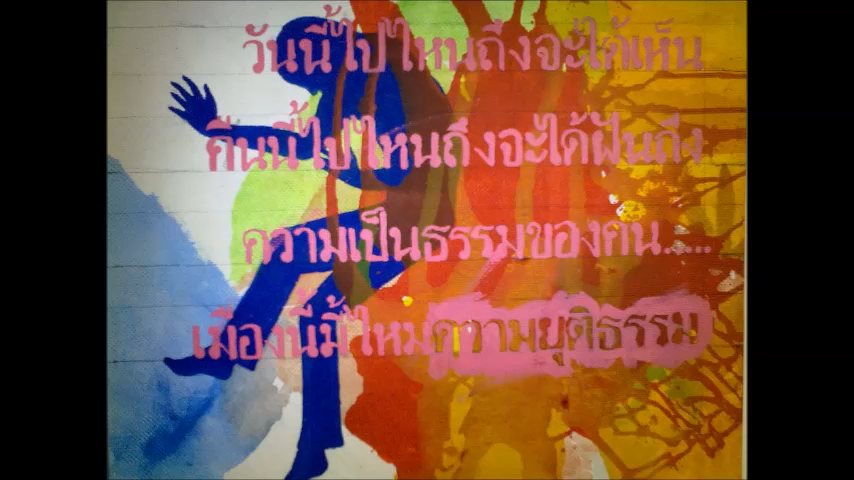 วันนี้ไปไหนถึงจะได้เห็น
คืนนี้ไปไหนถึงจะได้ฝันถึง
ความเป็นธรรมของคน.....
เมืองนี้มี้ไหมความยุติธรรม